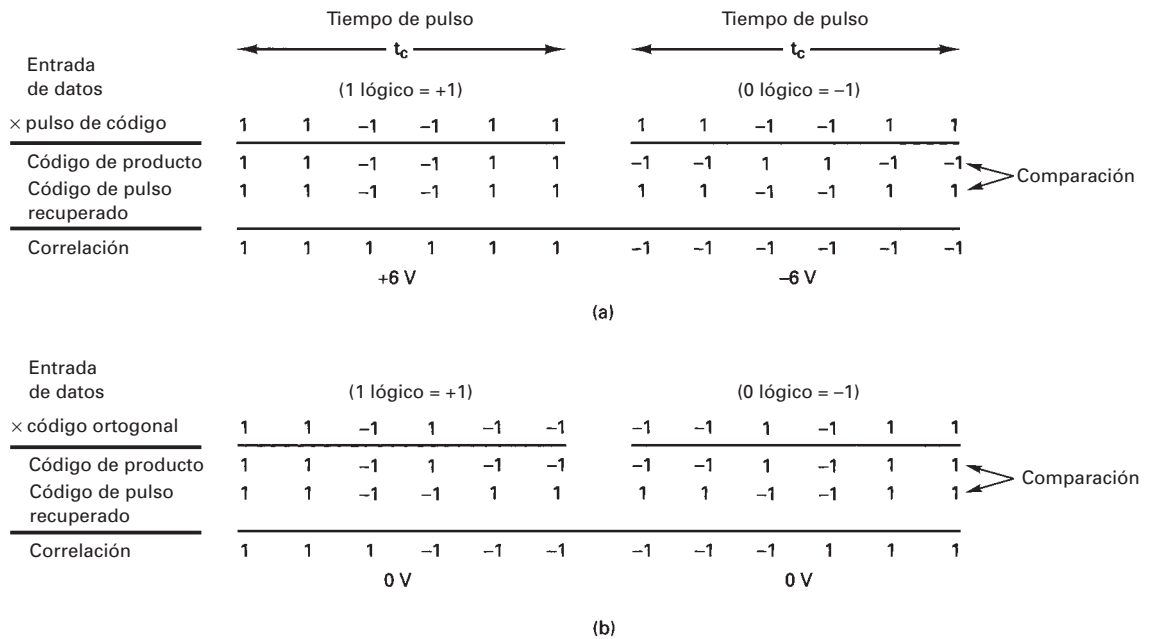 Tiempo de pulso Tiempo de pulso
tc tc
Entrada
de datos (1 lógico = +1) (0 lógico = –1)
× pulso de código 1 1 –1 –1 1 1 1 1 –1 –1 1 1
Código de producto 1 1 –1 –1 1 1 –1 –1 1 1 –1 –1
Comparación
Código de pulso 1 1 –1 –1 1 1 1 1 –1 –1 1 1
recuperado
Correlación 1 1 1 1 1 1 –1 –1 –1 –1 –1 –1
+6 V –6 V
(a)
Entrada
de datos (1 lógico = +1) (0 lógico = –1)
× código ortogonal 1 1 –1 1 –1 –1 –1 –1 1 –1 1 1
Código de producto 1 1 –1 1 –1 –1 –1 –1 1 –1 1 1
Comparación
Código de pulso 1 1 –1 –1 1 1 1 1 –1 –1 1 1
recuperado
Correlación 1 1 1 –1 –1 –1 –1 –1 –1 1 1 1
0 V 0 V
(b)